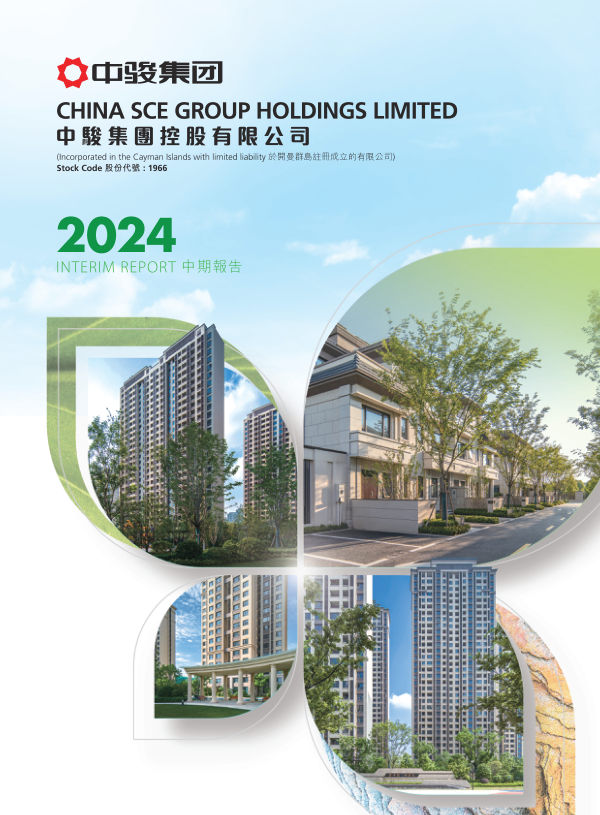 中骏集团
CHINA SCE GROUP HOLDINGS LIMITED
中駿集團控股有限公司
(Incorporated in the Cayman Islands with limited liability 於開曼群島註冊成立的有限公司)
Stock Code 股份代號 : 1966
2024
INTERIM REPORT 中期報告